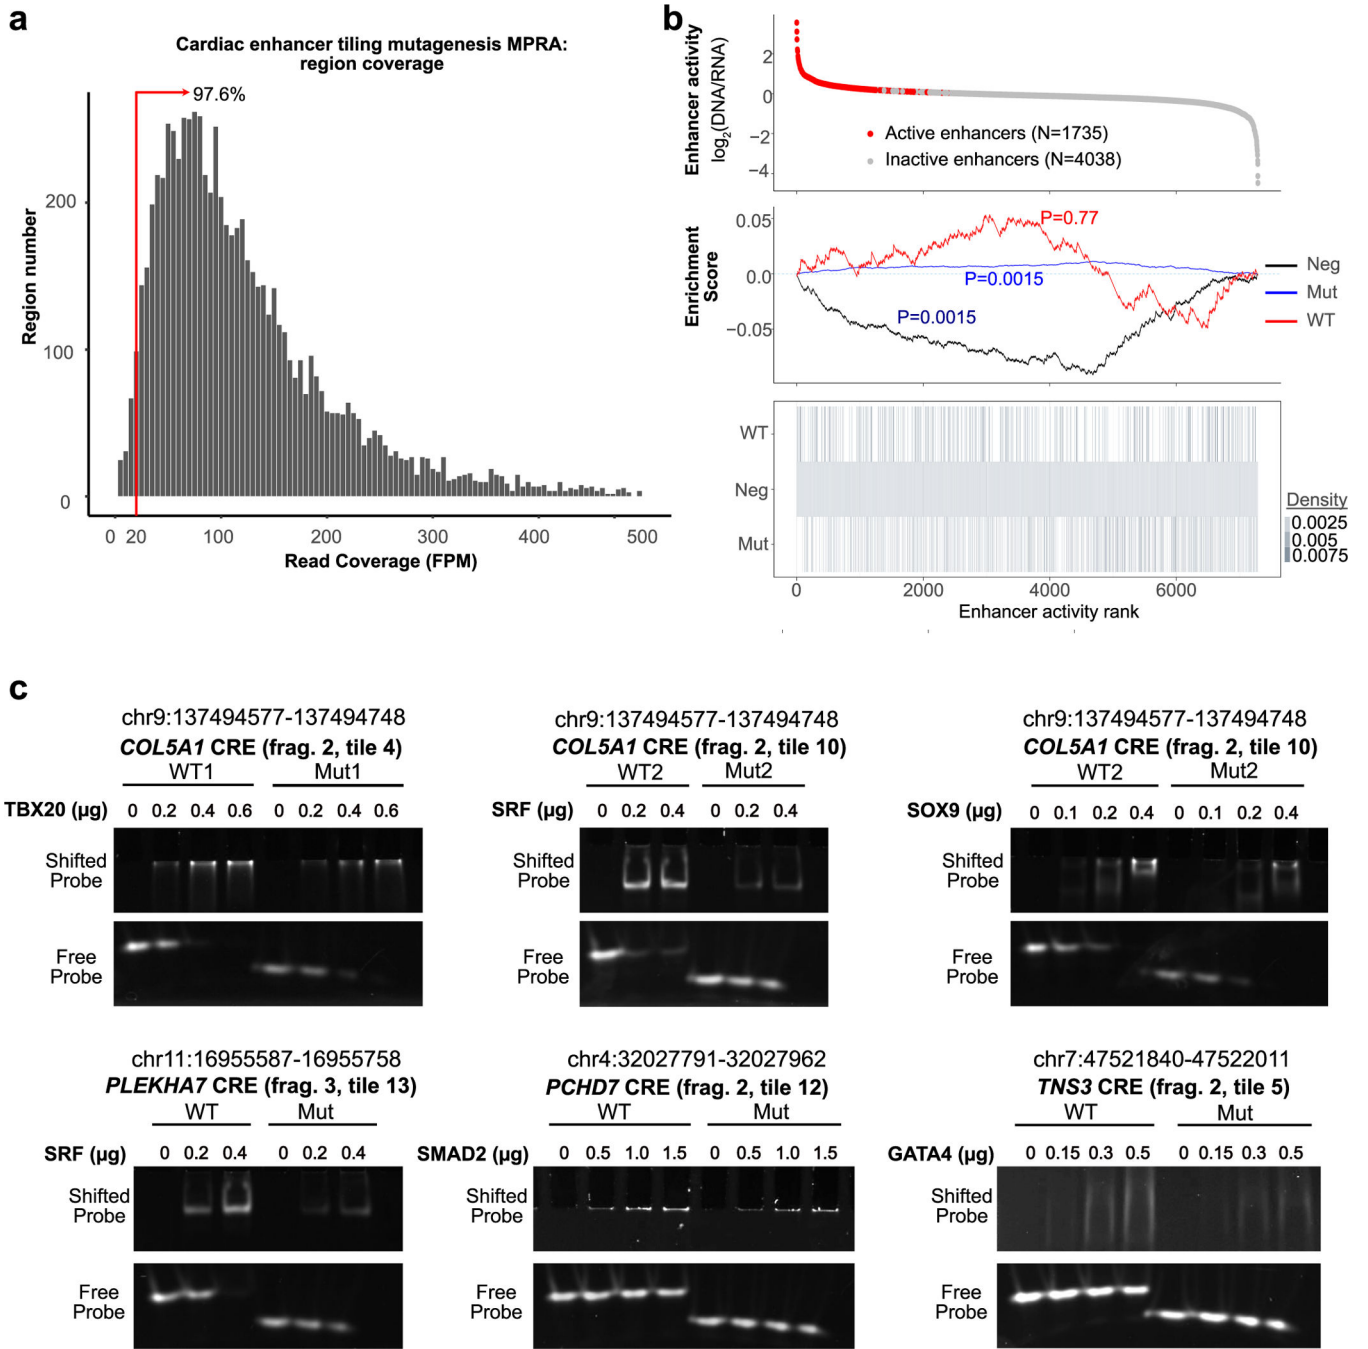 a
Cardiac enhancer tiling mutagenesis MPRA:
region coverage
97.6%
Region number
200
100
0
0 20 100 200 300 400 500
Read Coverage (FPM)
b
Enhancer activity
log2(DNA/RNA)
2
0
−2
−4
Active enhancers (N=1735)
Inactive enhancers (N=4038)
Enrichment
Score
0.05
0.0
−0.05
P=0.77
P=0.0015
P=0.0015
Neg
Mut
WT
WT
Neg
Mut
Density
0.0025
0.005
0.0075
0 2000 4000 6000
Enhancer activity rank
c
chr9:137494577-137494748
COL5A1 CRE (frag. 2, tile 4)
WT1 Mut1
TBX20 (μg) 0 0.2 0.4 0.6 0 0.2 0.4 0.6
Shifted
Probe
Free
Probe
chr9:137494577-137494748
COL5A1 CRE (frag. 2, tile 10)
WT2 Mut2
SRF (μg) 0 0.2 0.4 0 0.2 0.4
Shifted
Probe
Free
Probe
chr9:137494577-137494748
COL5A1 CRE (frag. 2, tile 10)
WT2 Mut2
SOX9 (μg) 0 0.1 0.2 0.4 0 0.1 0.2 0.4
Shifted
Probe
Free
Probe
chr11:16955587-16955758
PLEKHA7 CRE (frag. 3, tile 13)
WT Mut
SRF (μg) 0 0.2 0.4 0 0.2 0.4
Shifted
Probe
Free
Probe
chr4:32027791-32027962
PCHD7 CRE (frag. 2, tile 12)
WT Mut
SMAD2 (μg) 0 0.5 1.0 1.5 0 0.5 1.0 1.5
Shifted
Probe
Free
Probe
chr7:47521840-47522011
TNS3 CRE (frag. 2, tile 5)
WT Mut
GATA4 (μg) 0 0.15 0.3 0.5 0 0.15 0.3 0.5
Shifted
Probe
Free
Probe